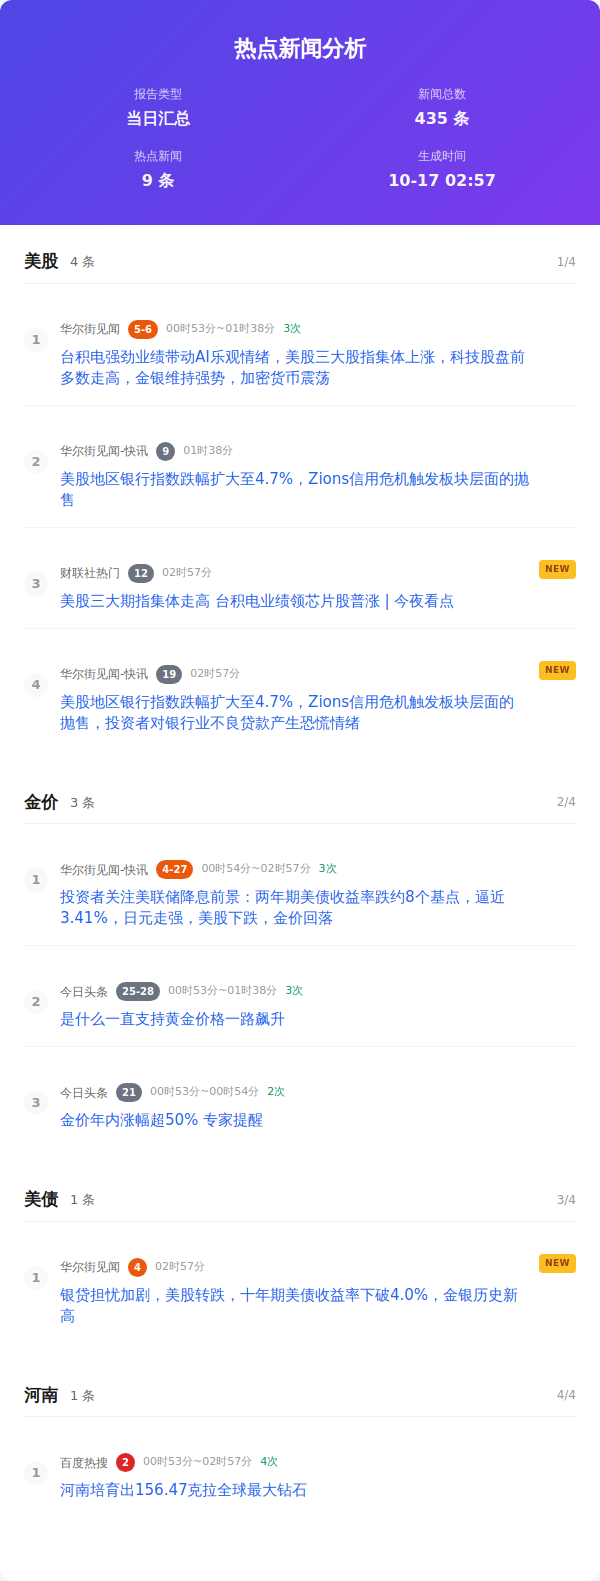 热点新闻分析
报告类型
新闻总数
当日汇总
435 条
热点新闻
生成时间
9 条
10-17 02:57
美股 4 条 1/4
1
华尔街见闻 5-6 00时53分~01时38分 3次
台积电强劲业绩带动AI乐观情绪，美股三大股指集体上涨，科技股盘前
多数走高，金银维持强势，加密货币震荡
2
华尔街见闻-快讯 9 01时38分
美股地区银行指数跌幅扩大至4.7%，Zions信用危机触发板块层面的抛
售
3
财联社热门 12 02时57分 NEW
美股三大期指集体走高 台积电业绩领芯片股普涨 | 今夜看点
4
华尔街见闻-快讯 19 02时57分 NEW
美股地区银行指数跌幅扩大至4.7%，Zions信用危机触发板块层面的
抛售，投资者对银行业不良贷款产生恐慌情绪
金价 3 条 2/4
1
华尔街见闻-快讯 4-27 00时54分~02时57分 3次
投资者关注美联储降息前景：两年期美债收益率跌约8个基点，逼近
3.41%，日元走强，美股下跌，金价回落
2
今日头条 25-28 00时53分~01时38分 3次
是什么一直支持黄金价格一路飙升
3
今日头条 21 00时53分~00时54分 2次
金价年内涨幅超50% 专家提醒
美债 1 条 3/4
1
华尔街见闻 4 02时57分 NEW
银贷担忧加剧，美股转跌，十年期美债收益率下破4.0%，金银历史新
高
河南 1 条 4/4
1
百度热搜 2 00时53分~02时57分 4次
河南培育出156.47克拉全球最大钻石